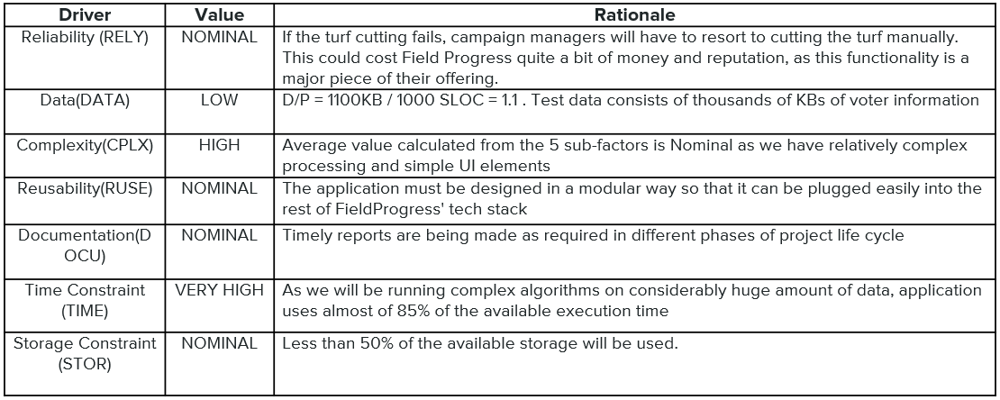 Driver Value Rationale
Reliability (RELY) NOMINAL If the turf cutting fails, campaign managers will have to resort to cutting the turf manually.
This could cost Field Progress quite a bit of money and reputation, as this functionality is a
major piece of their offering.
Data(DATA) LOW D/P = 1100KB / 1000 SLOC = 1.1 . Test data consists of thousands of KBs of voter information
Complexity(CPLX) HIGH Average value calculated from the 5 sub-factors is Nominal as we have relatively complex
processing and simple UI elements
Reusability(RUSE) NOMINAL The application must be designed in a modular way so that it can be plugged easily into the
rest of FieldProgress' tech stack
Documentation(D NOMINAL Timely reports are being made as required in different phases of project life cycle
OCU)
Time Constraint VERY HIGH As we will be running complex algorithms on considerably huge amount of data, application
(TIME) uses almost of 85% of the available execution time
Storage Constraint NOMINAL Less than 50% of the available storage will be used.
(STOR)